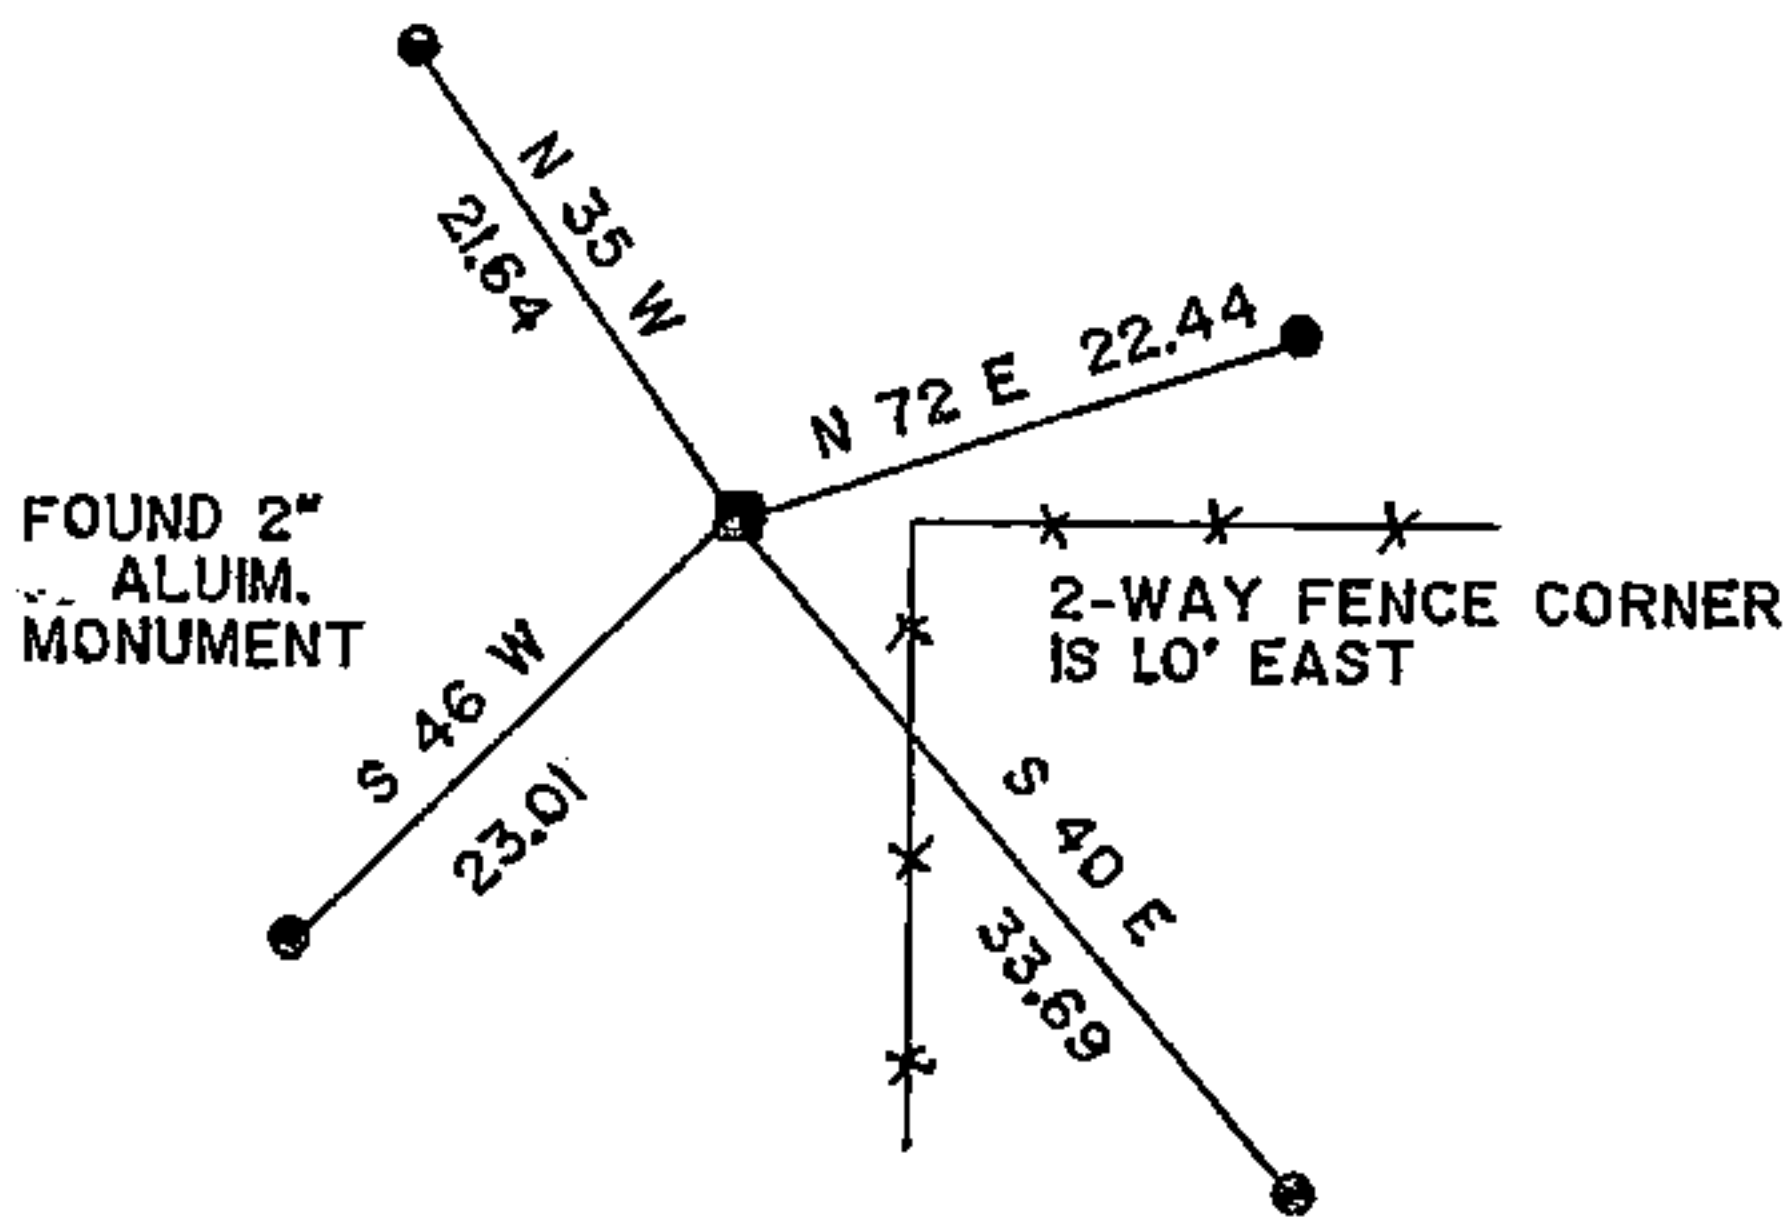 N 35 W
21.64
N 72 E 22.44
FOUND 2"
ALUIM.
MONUMENT
2-WAY FENCE CORNER
IS 1.0' EAST
S 46 W
23.01
S 40 E
33.69